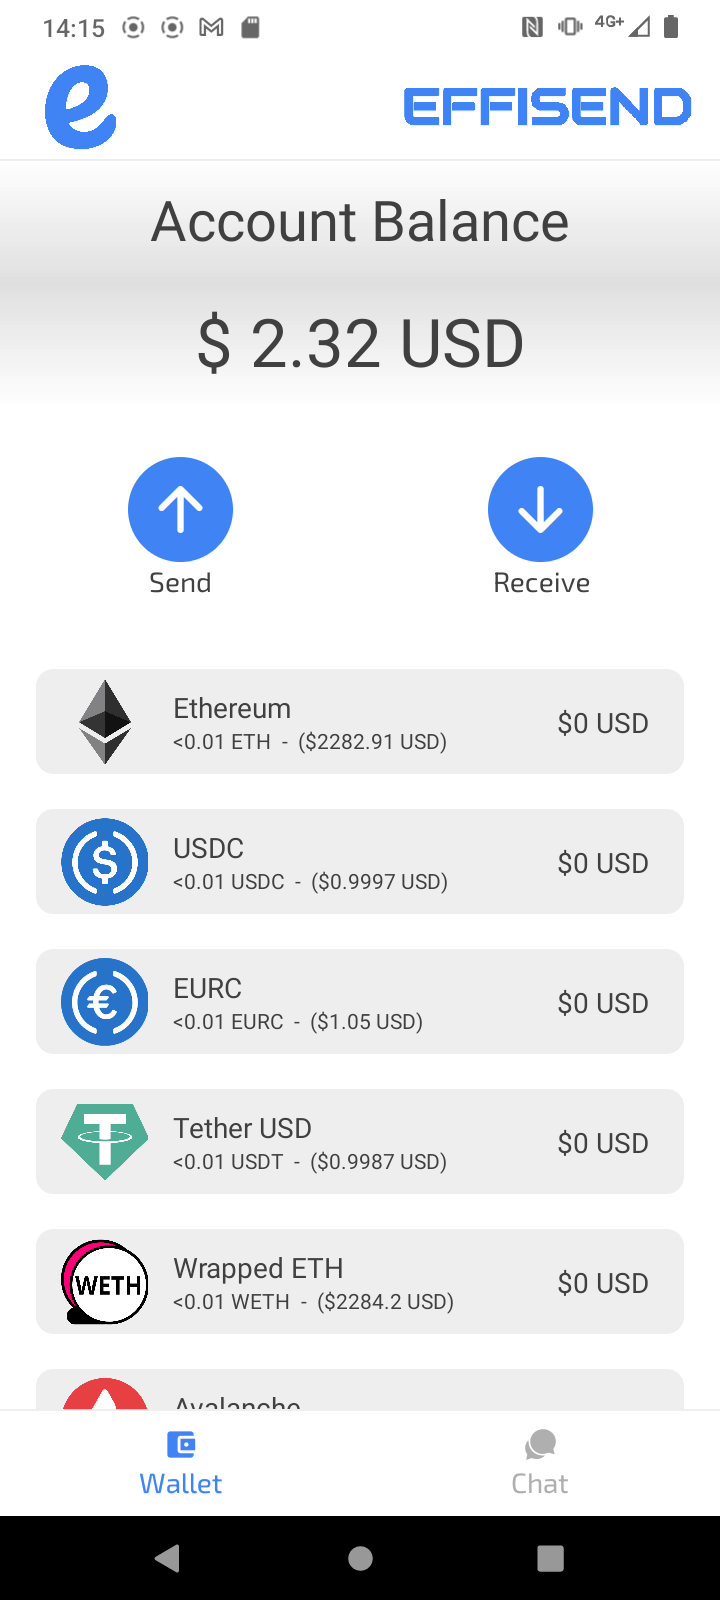 14:15 4G+
e EFFISEND
Account Balance
$ 2.32 USD
Send Receive
Ethereum
<0.01 ETH - ($2282.91 USD) $0 USD
USDC
<0.01 USDC - ($0.9997 USD) $0 USD
EURC
<0.01 EURC - ($1.05 USD) $0 USD
Tether USD
<0.01 USDT - ($0.9987 USD) $0 USD
WETH
Wrapped ETH
<0.01 WETH - ($2284.2 USD) $0 USD
Avalanche
Wallet Chat